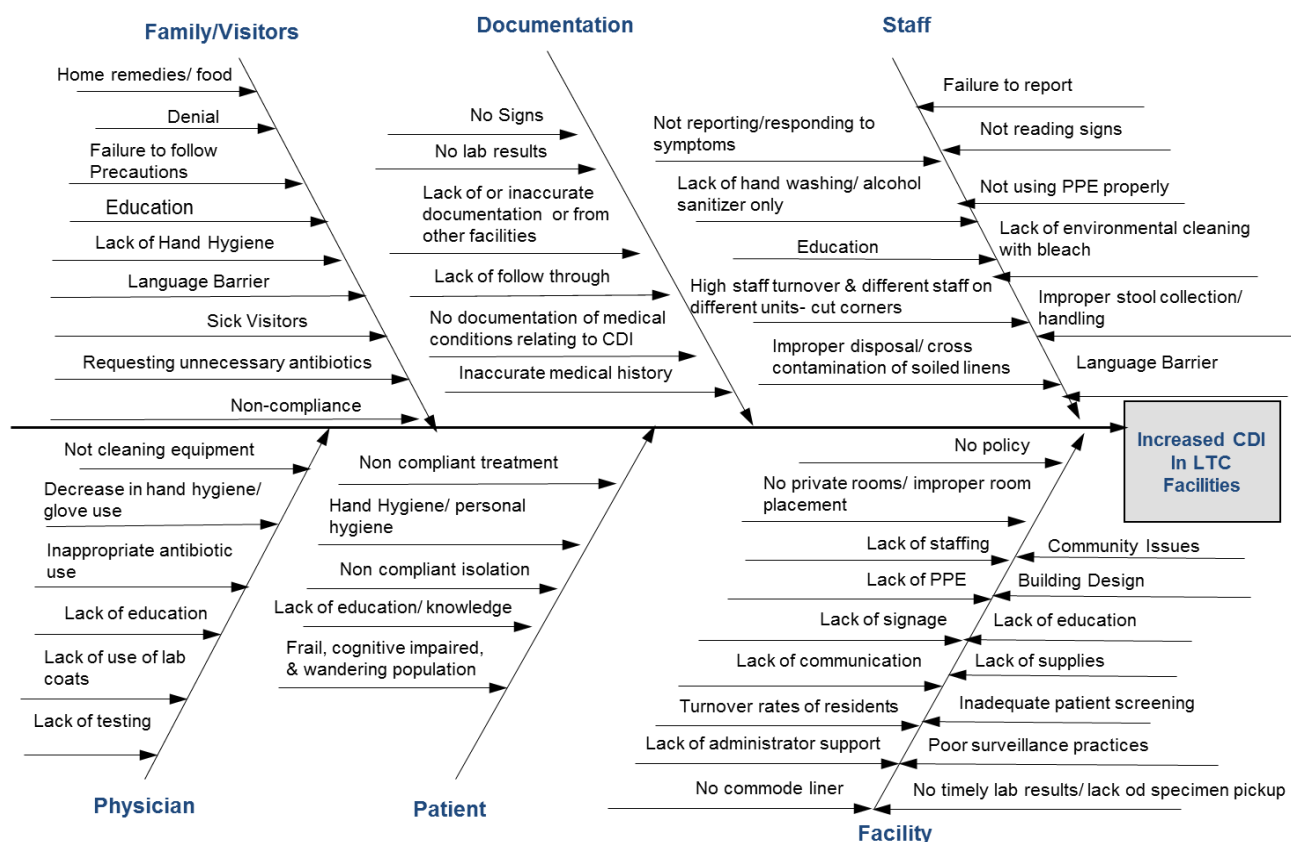 Family/Visitors
Home remedies/ food
Denial
Failure to follow
Precautions
Education
Lack of Hand Hygiene
Language Barrier
Sick Visitors
Requesting unnecessary antibiotics
Non-compliance
Documentation
No Signs
No lab results
Lack of or inaccurate
documentation or from
other facilities
Lack of follow through
No documentation of medical
conditions relating to CDI
Inaccurate medical history
Staff
Not reporting/responding to
symptoms
Lack of hand washing/ alcohol
sanitizer only
Education
High staff turnover & different staff on
different units- cut corners
Improper disposal/ cross
contamination of soiled linens
Failure to report
Not reading signs
Not using PPE properly
Lack of environmental cleaning
with bleach
Improper stool collection/
handling
Language Barrier
Increased CDI
In LTC
Facilities
Not cleaning equipment
Decrease in hand hygiene/
glove use
Inappropriate antibiotic
use
Lack of education
Lack of use of lab
coats
Lack of testing
Physician
Non compliant treatment
Hand Hygiene/ personal
hygiene
Non compliant isolation
Lack of education/ knowledge
Frail, cognitive impaired,
& wandering population
Patient
No policy
No private rooms/ improper room
placement
Lack of staffing
Lack of PPE
Lack of signage
Lack of communication
Turnover rates of residents
Lack of administrator support
No commode liner
Community Issues
Building Design
Lack of education
Lack of supplies
Inadequate patient screening
Poor surveillance practices
No timely lab results/ lack od specimen pickup
Facility